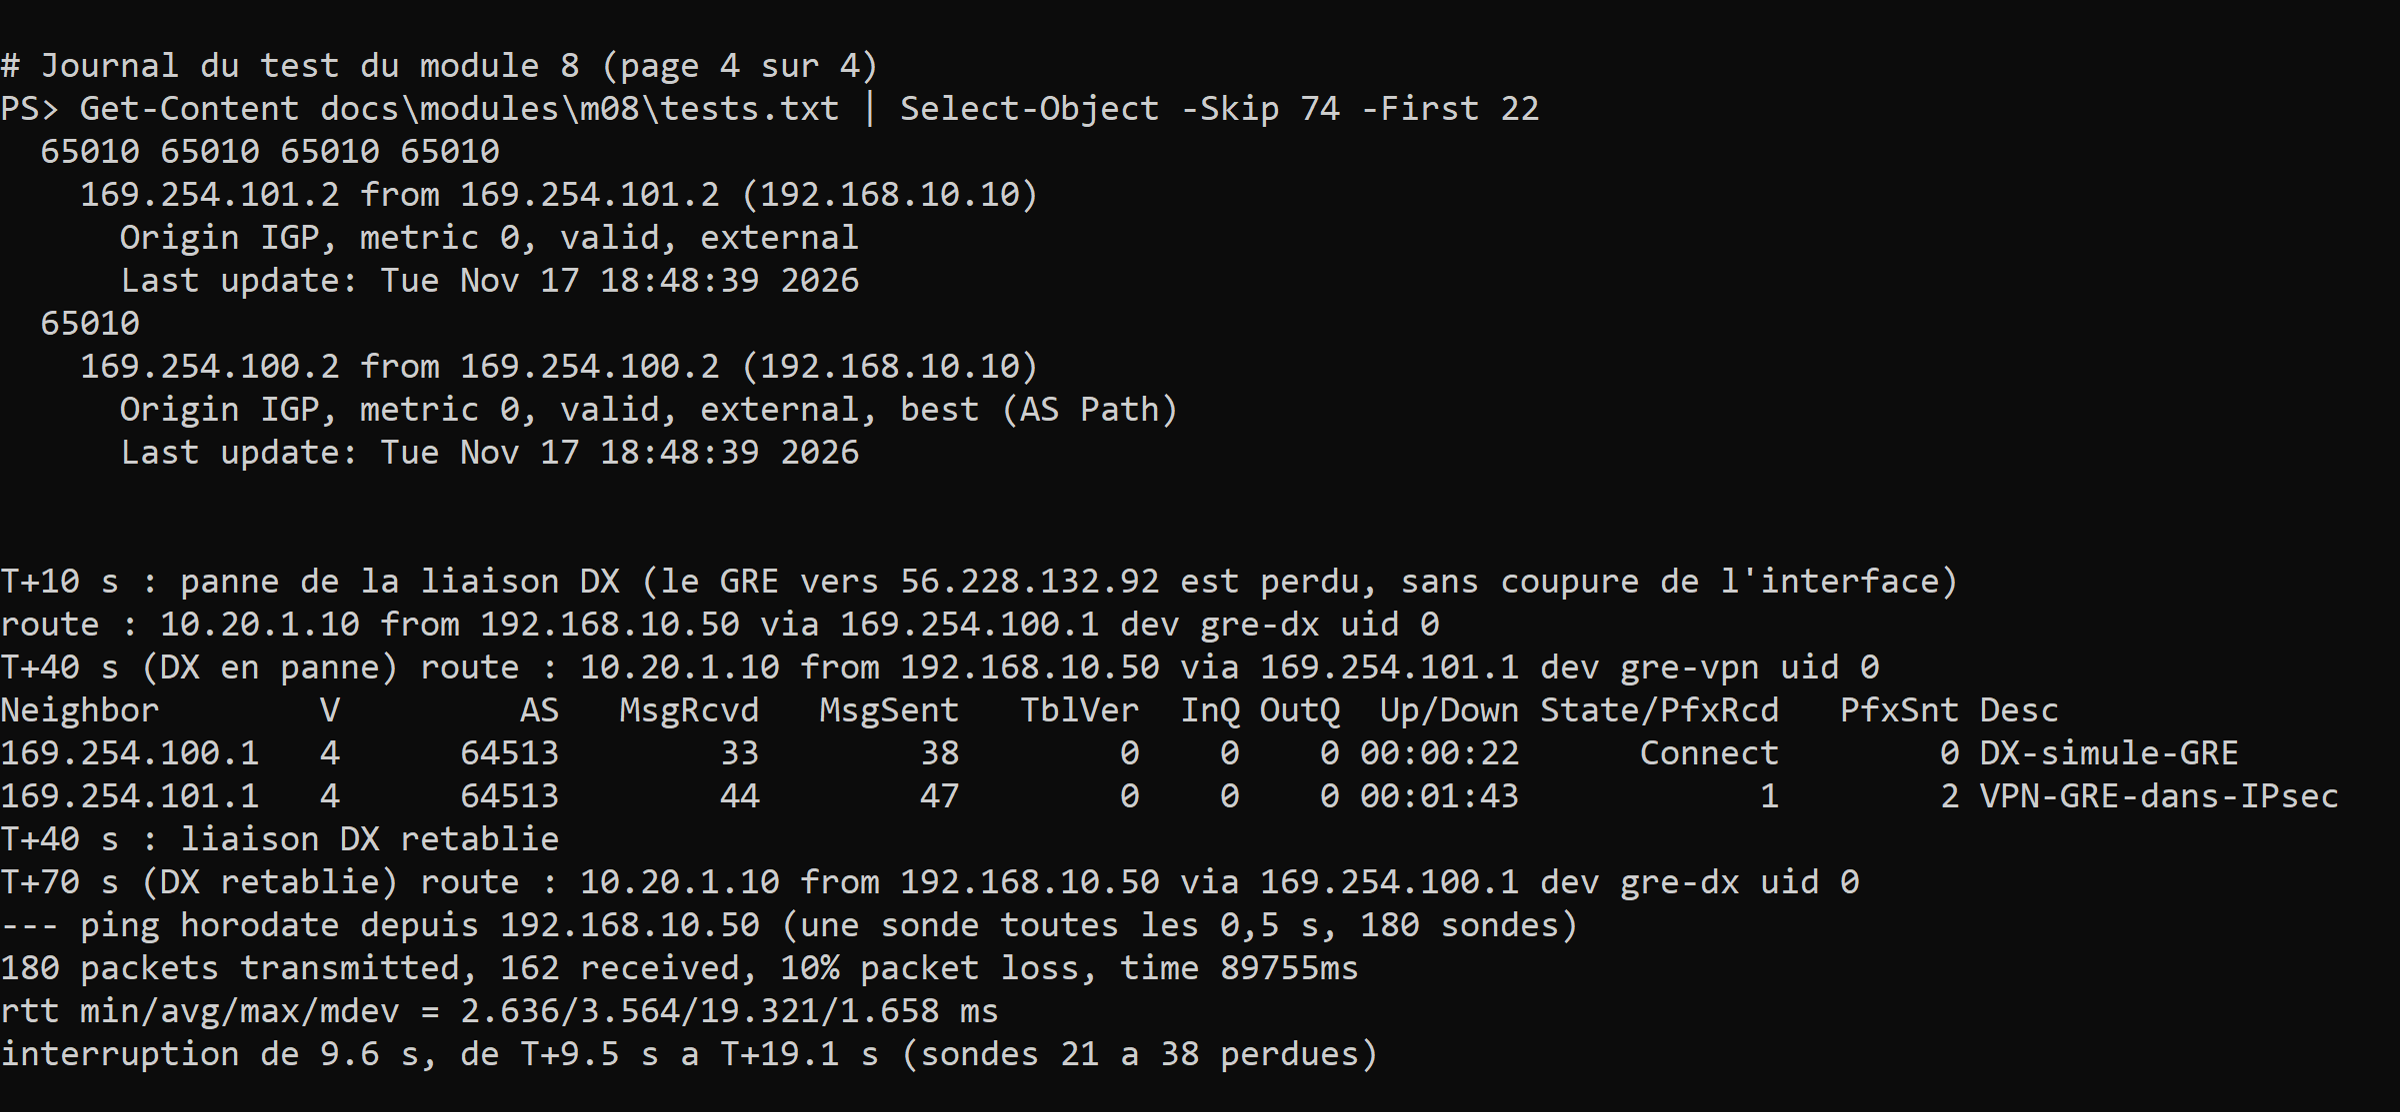 # Journal du test du module 8 (page 4 sur 4)
PS> Get-Content docs\modules\m08\tests.txt | Select-Object -Skip 74 -First 22
  65010 65010 65010 65010
    169.254.101.2 from 169.254.101.2 (192.168.10.10)
      Origin IGP, metric 0, valid, external
      Last update: Tue Nov 17 18:48:39 2026
  65010
    169.254.100.2 from 169.254.100.2 (192.168.10.10)
      Origin IGP, metric 0, valid, external, best (AS Path)
      Last update: Tue Nov 17 18:48:39 2026
T+10 s : panne de la liaison DX (le GRE vers 56.228.132.92 est perdu, sans coupure de l'interface)
route : 10.20.1.10 from 192.168.10.50 via 169.254.100.1 dev gre-dx uid 0
T+40 s (DX en panne) route : 10.20.1.10 from 192.168.10.50 via 169.254.101.1 dev gre-vpn uid 0
Neighbor        V         AS   MsgRcvd   MsgSent   TblVer  InQ OutQ  Up/Down State/PfxRcd   PfxSnt Desc
169.254.100.1   4      64513        33        38        0    0    0 00:00:22      Connect        0 DX-simule-GRE
169.254.101.1   4      64513        44        47        0    0    0 00:01:43            1        2 VPN-GRE-dans-IPsec
T+40 s : liaison DX retablie
T+70 s (DX retablie) route : 10.20.1.10 from 192.168.10.50 via 169.254.100.1 dev gre-dx uid 0
--- ping horodate depuis 192.168.10.50 (une sonde toutes les 0,5 s, 180 sondes)
180 packets transmitted, 162 received, 10% packet loss, time 89755ms
rtt min/avg/max/mdev = 2.636/3.564/19.321/1.658 ms
interruption de 9.6 s, de T+9.5 s a T+19.1 s (sondes 21 a 38 perdues)